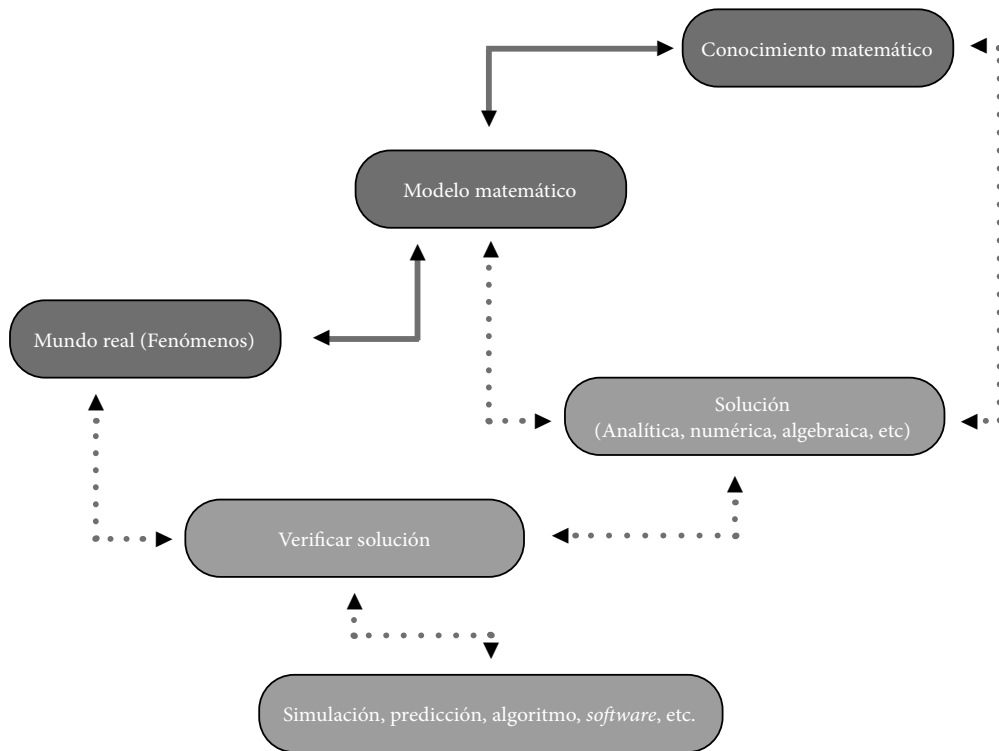 Conocimiento matemático
Modelo matemático
Mundo real (Fenómenos)
Solución
(Analítica, numérica, algebraica, etc)
Verificar solución
Simulación, predicción, algoritmo, software, etc.